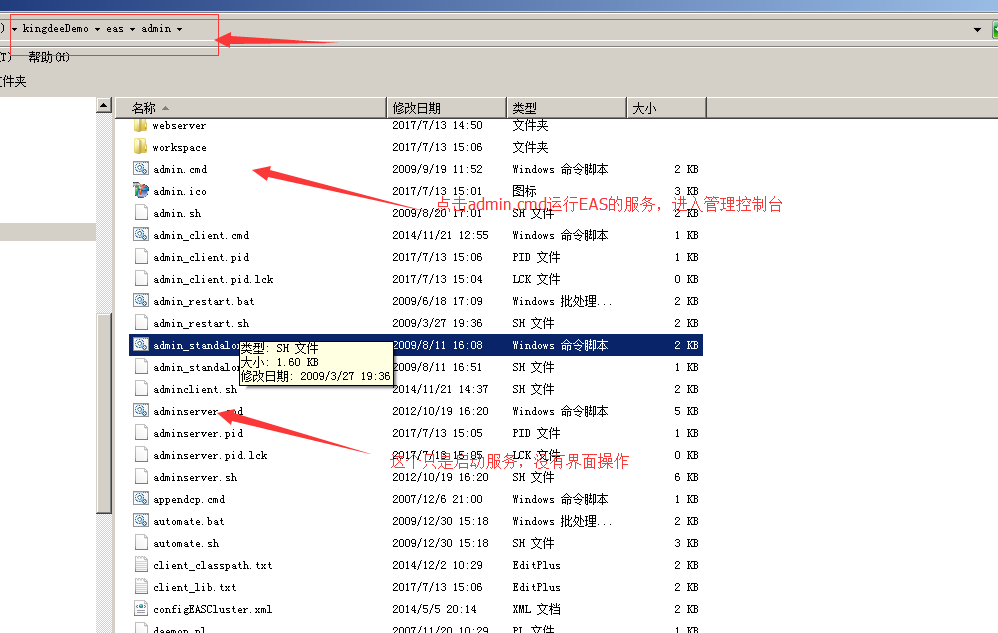 ) kingdeeDemo eas admin
(T) 帮助(H)
文件夹
名称 修改日期 类型 大小
webserver 2017/7/13 14:50 文件夹
workspace 2017/7/13 15:06 文件夹
admin.cmd 2009/9/19 11:52 Windows 命令脚本 2 KB
admin.ico 2017/7/13 15:01 图标 3 KB
点击admin.cmd运行EAS的服务，进入管理控制台
admin.sh 2009/8/20 17:01 SH 文件 2 KB
admin_client.cmd 2014/11/21 12:55 Windows 命令脚本 1 KB
admin_client.pid 2017/7/13 15:06 PID 文件 1 KB
admin_client.pid.lck 2017/7/13 15:04 LCK 文件 0 KB
admin_restart.bat 2009/6/18 17:09 Windows 批处理... 2 KB
admin_restart.sh 2009/3/27 19:36 SH 文件 2 KB
admin_standalon 2009/8/11 16:08 Windows 命令脚本 2 KB
类型: SH 文件
大小: 1.60 KB
修改日期: 2009/3/27 19:36
admin_standalon 2009/8/11 16:51 SH 文件 1 KB
adminclient.sh 2014/11/21 14:37 SH 文件 2 KB
adminserver.cmd 2012/10/19 16:20 Windows 命令脚本 5 KB
adminserver.pid 2017/7/13 15:05 PID 文件 1 KB
adminserver.pid.lck 2017/7/13 15:05 LCK 文件 0 KB
这个只是启动服务，没有界面操作
adminserver.sh 2012/10/19 16:20 SH 文件 6 KB
appendcp.cmd 2007/12/6 21:00 Windows 命令脚本 1 KB
automate.bat 2009/12/30 15:18 Windows 批处理... 2 KB
automate.sh 2009/12/30 15:18 SH 文件 3 KB
client_classpath.txt 2014/12/2 10:29 EditPlus 2 KB
client_lib.txt 2017/7/13 15:06 EditPlus 2 KB
configEASCluster.xml 2014/5/5 20:14 XML 文档 2 KB
daemon.pl 2007/11/20 10:29 PL 文件 1 KB